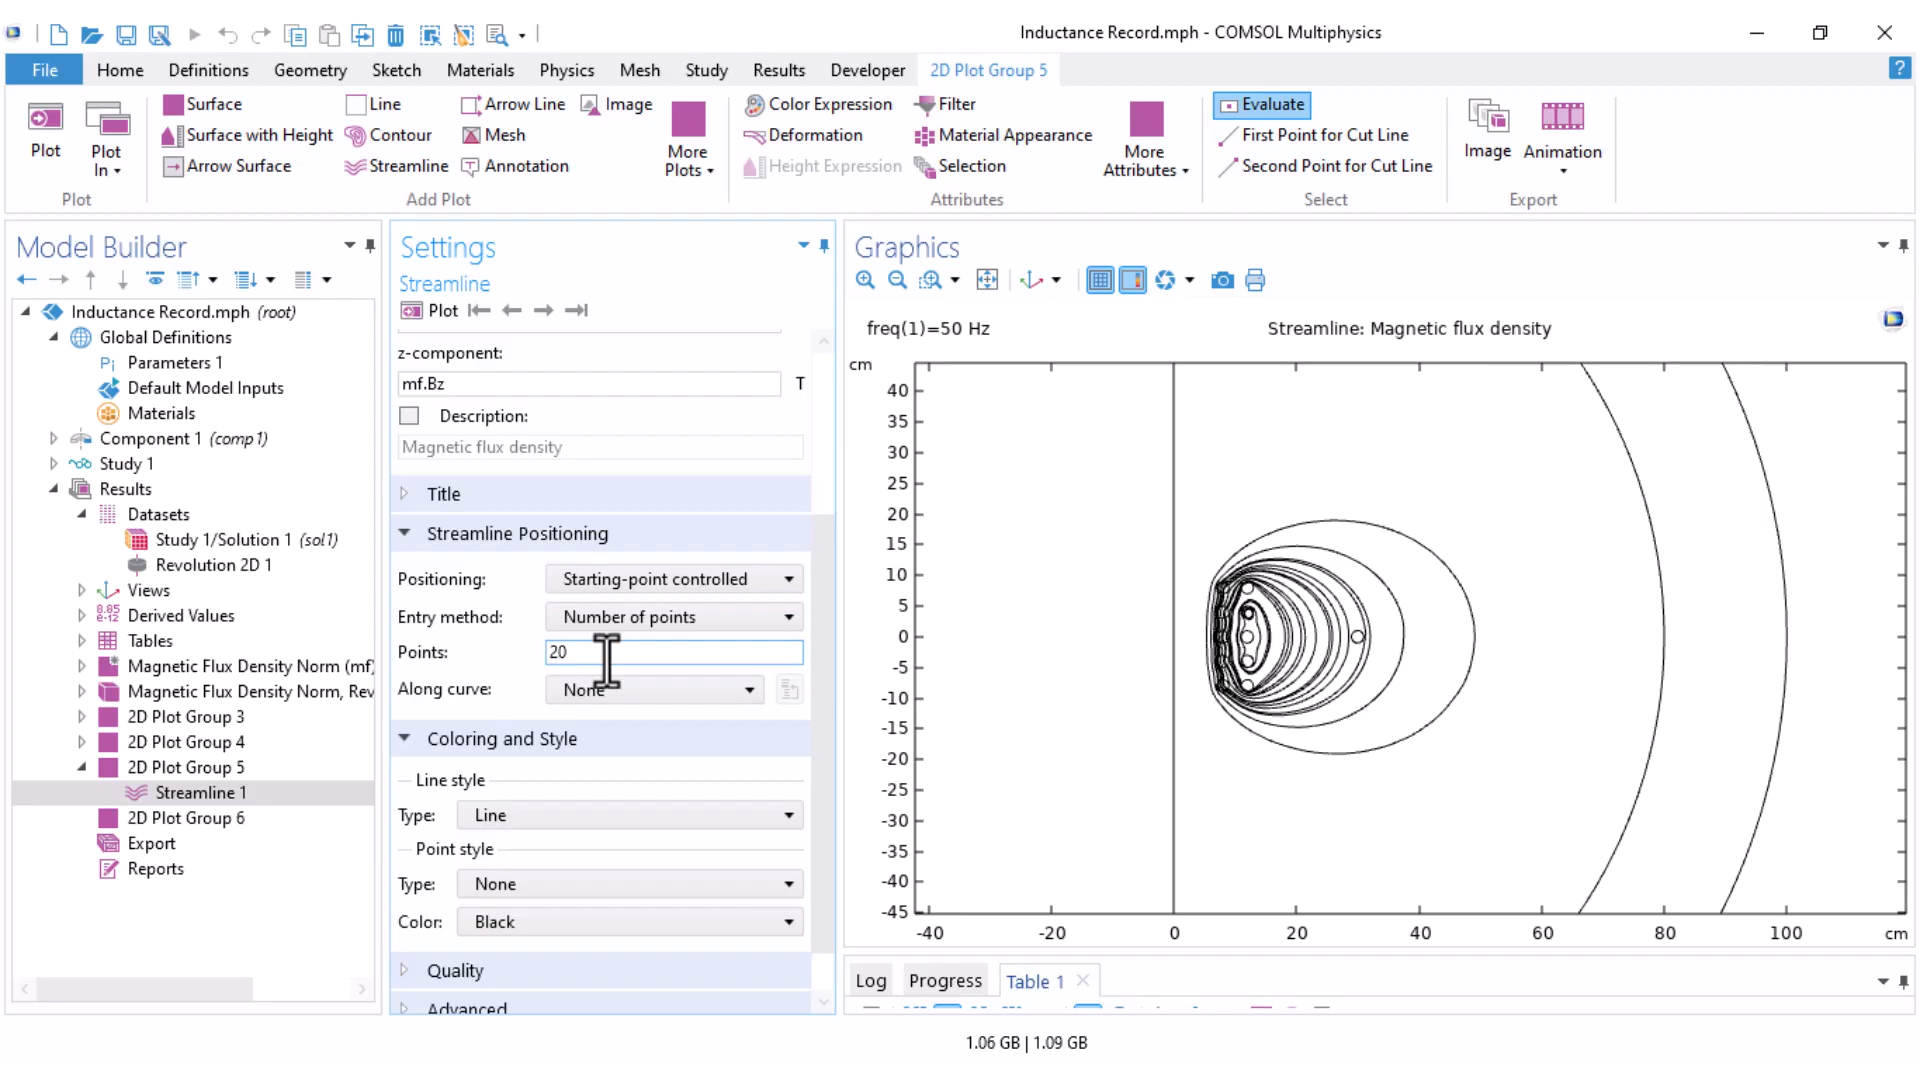 Inductance Record.mph - COMSOL Multiphysics
File Home Definitions Geometry Sketch Materials Physics Mesh Study Results Developer 2D Plot Group 5 ?
Plot
Plot In
Plot
Surface
Surface with Height
Arrow Surface
Line
Contour
Streamline
Arrow Line
Mesh
Annotation
Image
More Plots
Add Plot
Color Expression
Deformation
Height Expression
Filter
Material Appearance
Selection
More Attributes
Attributes
Evaluate
First Point for Cut Line
Second Point for Cut Line
Select
Image
Animation
Export
Model Builder
Inductance Record.mph (root)
Global Definitions
Pi Parameters 1
Default Model Inputs
Materials
Component 1 (comp1)
Study 1
Results
Datasets
Study 1/Solution 1 (sol1)
Revolution 2D 1
Views
8.85
e-12
Derived Values
Tables
Magnetic Flux Density Norm (mf)
Magnetic Flux Density Norm, Rev
2D Plot Group 3
2D Plot Group 4
2D Plot Group 5
Streamline 1
2D Plot Group 6
Export
Reports
Settings
Streamline
Plot
z-component:
mf.Bz T
Description:
Magnetic flux density
Title
Streamline Positioning
Positioning: Starting-point controlled
Entry method: Number of points
Points: 20
Along curve: None
Coloring and Style
Line style
Type: Line
Point style
Type: None
Color: Black
Quality
Advanced
Graphics
freq(1)=50 Hz Streamline: Magnetic flux density
cm
40
35
30
25
20
15
10
5
0
-5
-10
-15
-20
-25
-30
-35
-40
-45
-40 -20 0 20 40 60 80 100 cm
Log Progress Table 1
1.06 GB | 1.09 GB